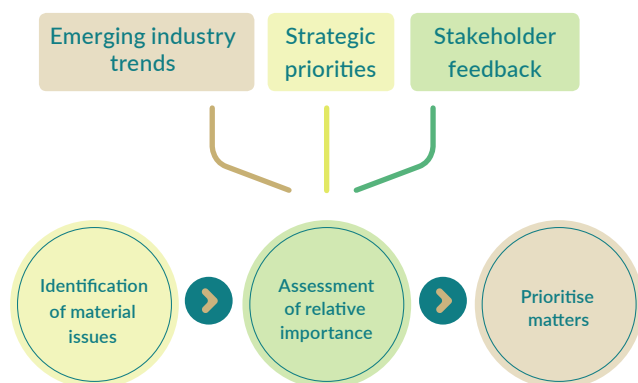 Emerging industry
trends
Strategic
priorities
Stakeholder
feedback
Identification
of material
issues
Assessment
of relative
importance
Prioritise
matters